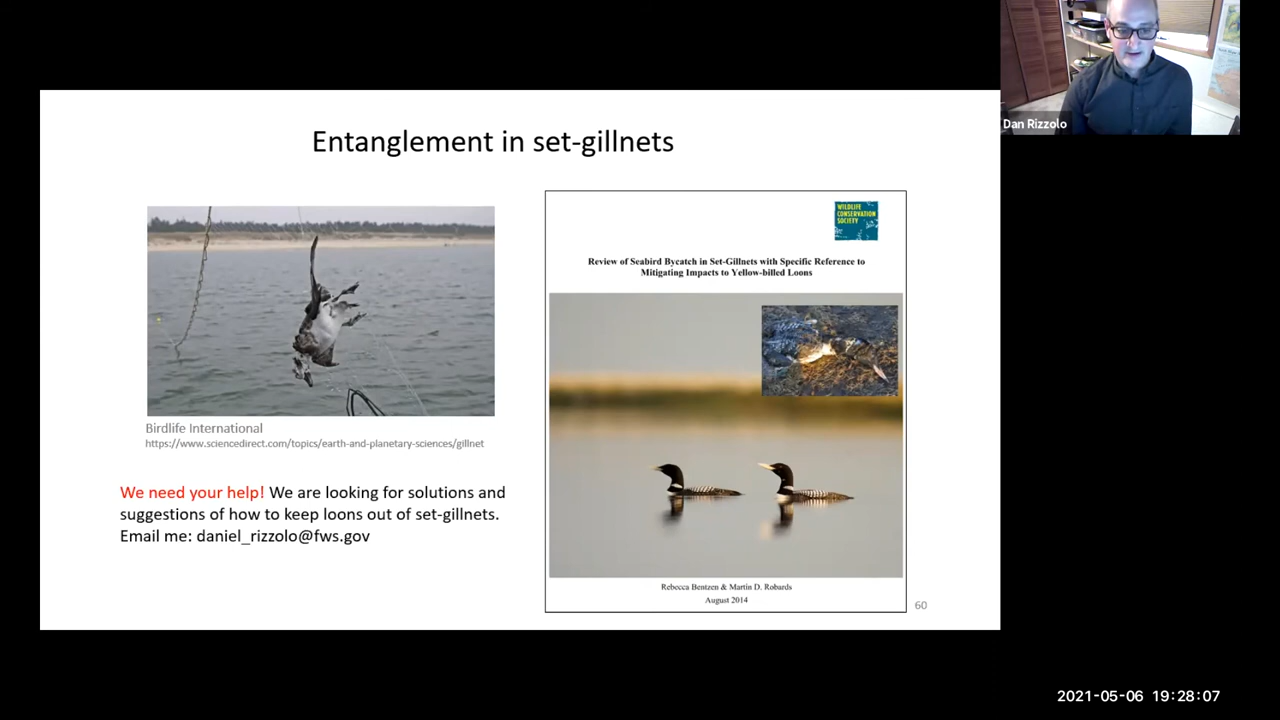 Entanglement in set-gillnets
Birdlife International
https://www.sciencedirect.com/topics/earth-and-planetary-sciences/gillnet
We need your help! We are looking for solutions and
suggestions of how to keep loons out of set-gillnets.
Email me: daniel_rizzolo@fws.gov
WILDLIFE
CONSERVATION
SOCIETY
Review of Seabird Bycatch in Set-Gillnets with Specific Reference to
Mitigating Impacts to Yellow-billed Loons
Rebecca Bentzen & Martin D. Robards
August 2014
60
Dan Rizzolo
2021-05-06 19:28:07